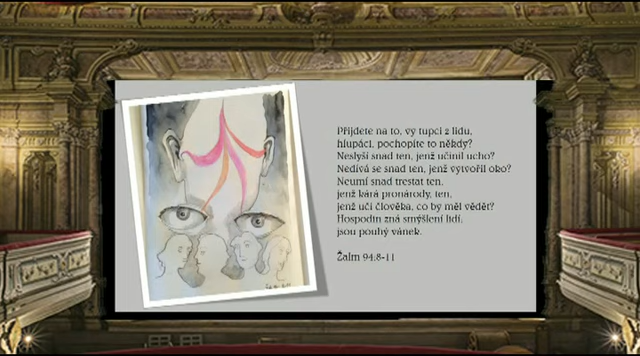 Přijdete na to, vy tupci z lidu,
hlupáci, pochopíte to někdy?
Neslyší snad ten, jenž učinil ucho?
Nedívá se snad ten, jenž vytvořil oko?
Neumí snad trestat ten,
jenž kárá pronárody, ten,
jenž učí člověka, co by měl vědět?
Hospodin zná smýšlení lidí,
jsou pouhý vánek.
Žalm 94:8-11